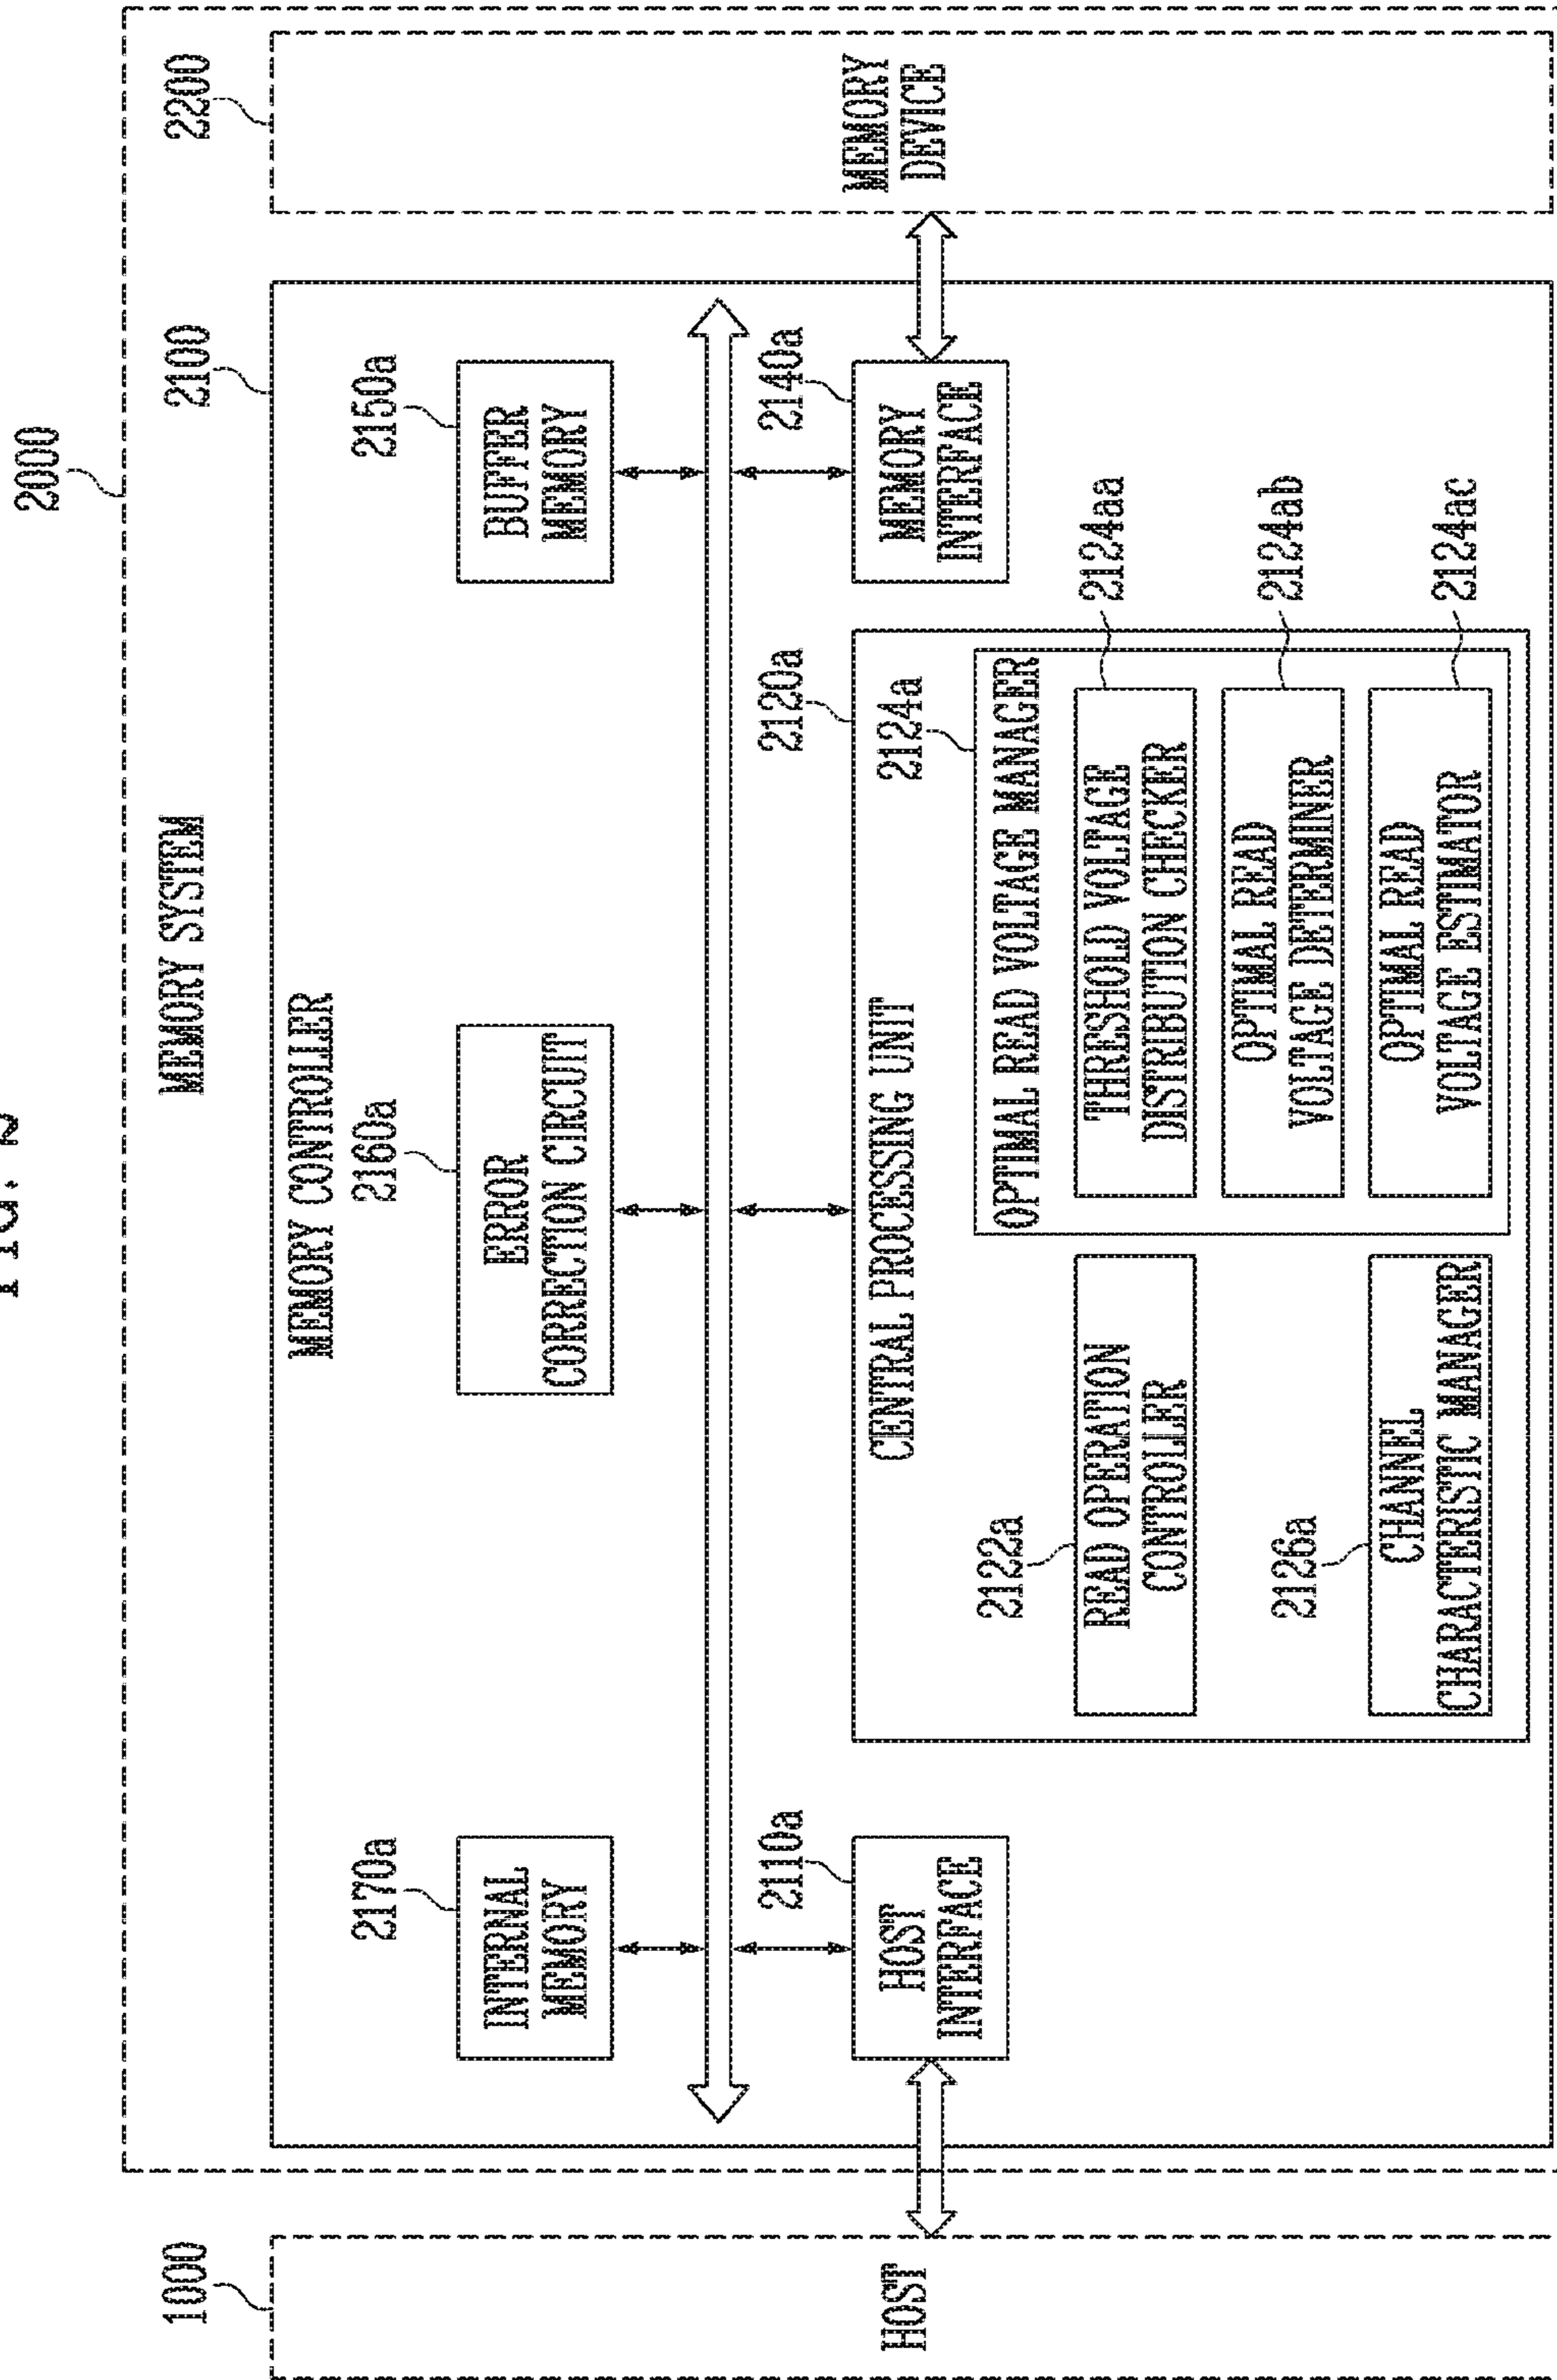 FIG. 2
2000
MEMORY SYSTEM
1000
2100
2200
HOST
MEMORY CONTROLLER
2170a
2160a
2150a
INTERNAL
MEMORY
ERROR
CORRECTION CIRCUIT
BUFFER
MEMORY
2110a
2120a
2140a
HOST
INTERFACE
CENTRAL PROCESSING UNIT
MEMORY
INTERFACE
MEMORY
DEVICE
2124a
OPTIMAL READ VOLTAGE MANAGER
2122a
READ OPERATION
CONTROLLER
THRESHOLD VOLTAGE
DISTRIBUTION CHECKER
2124aa
OPTIMAL READ
VOLTAGE DETERMINER
2124ab
2126a
CHANNEL
CHARACTERISTIC MANAGER
OPTIMAL READ
VOLTAGE ESTIMATOR
2124ac